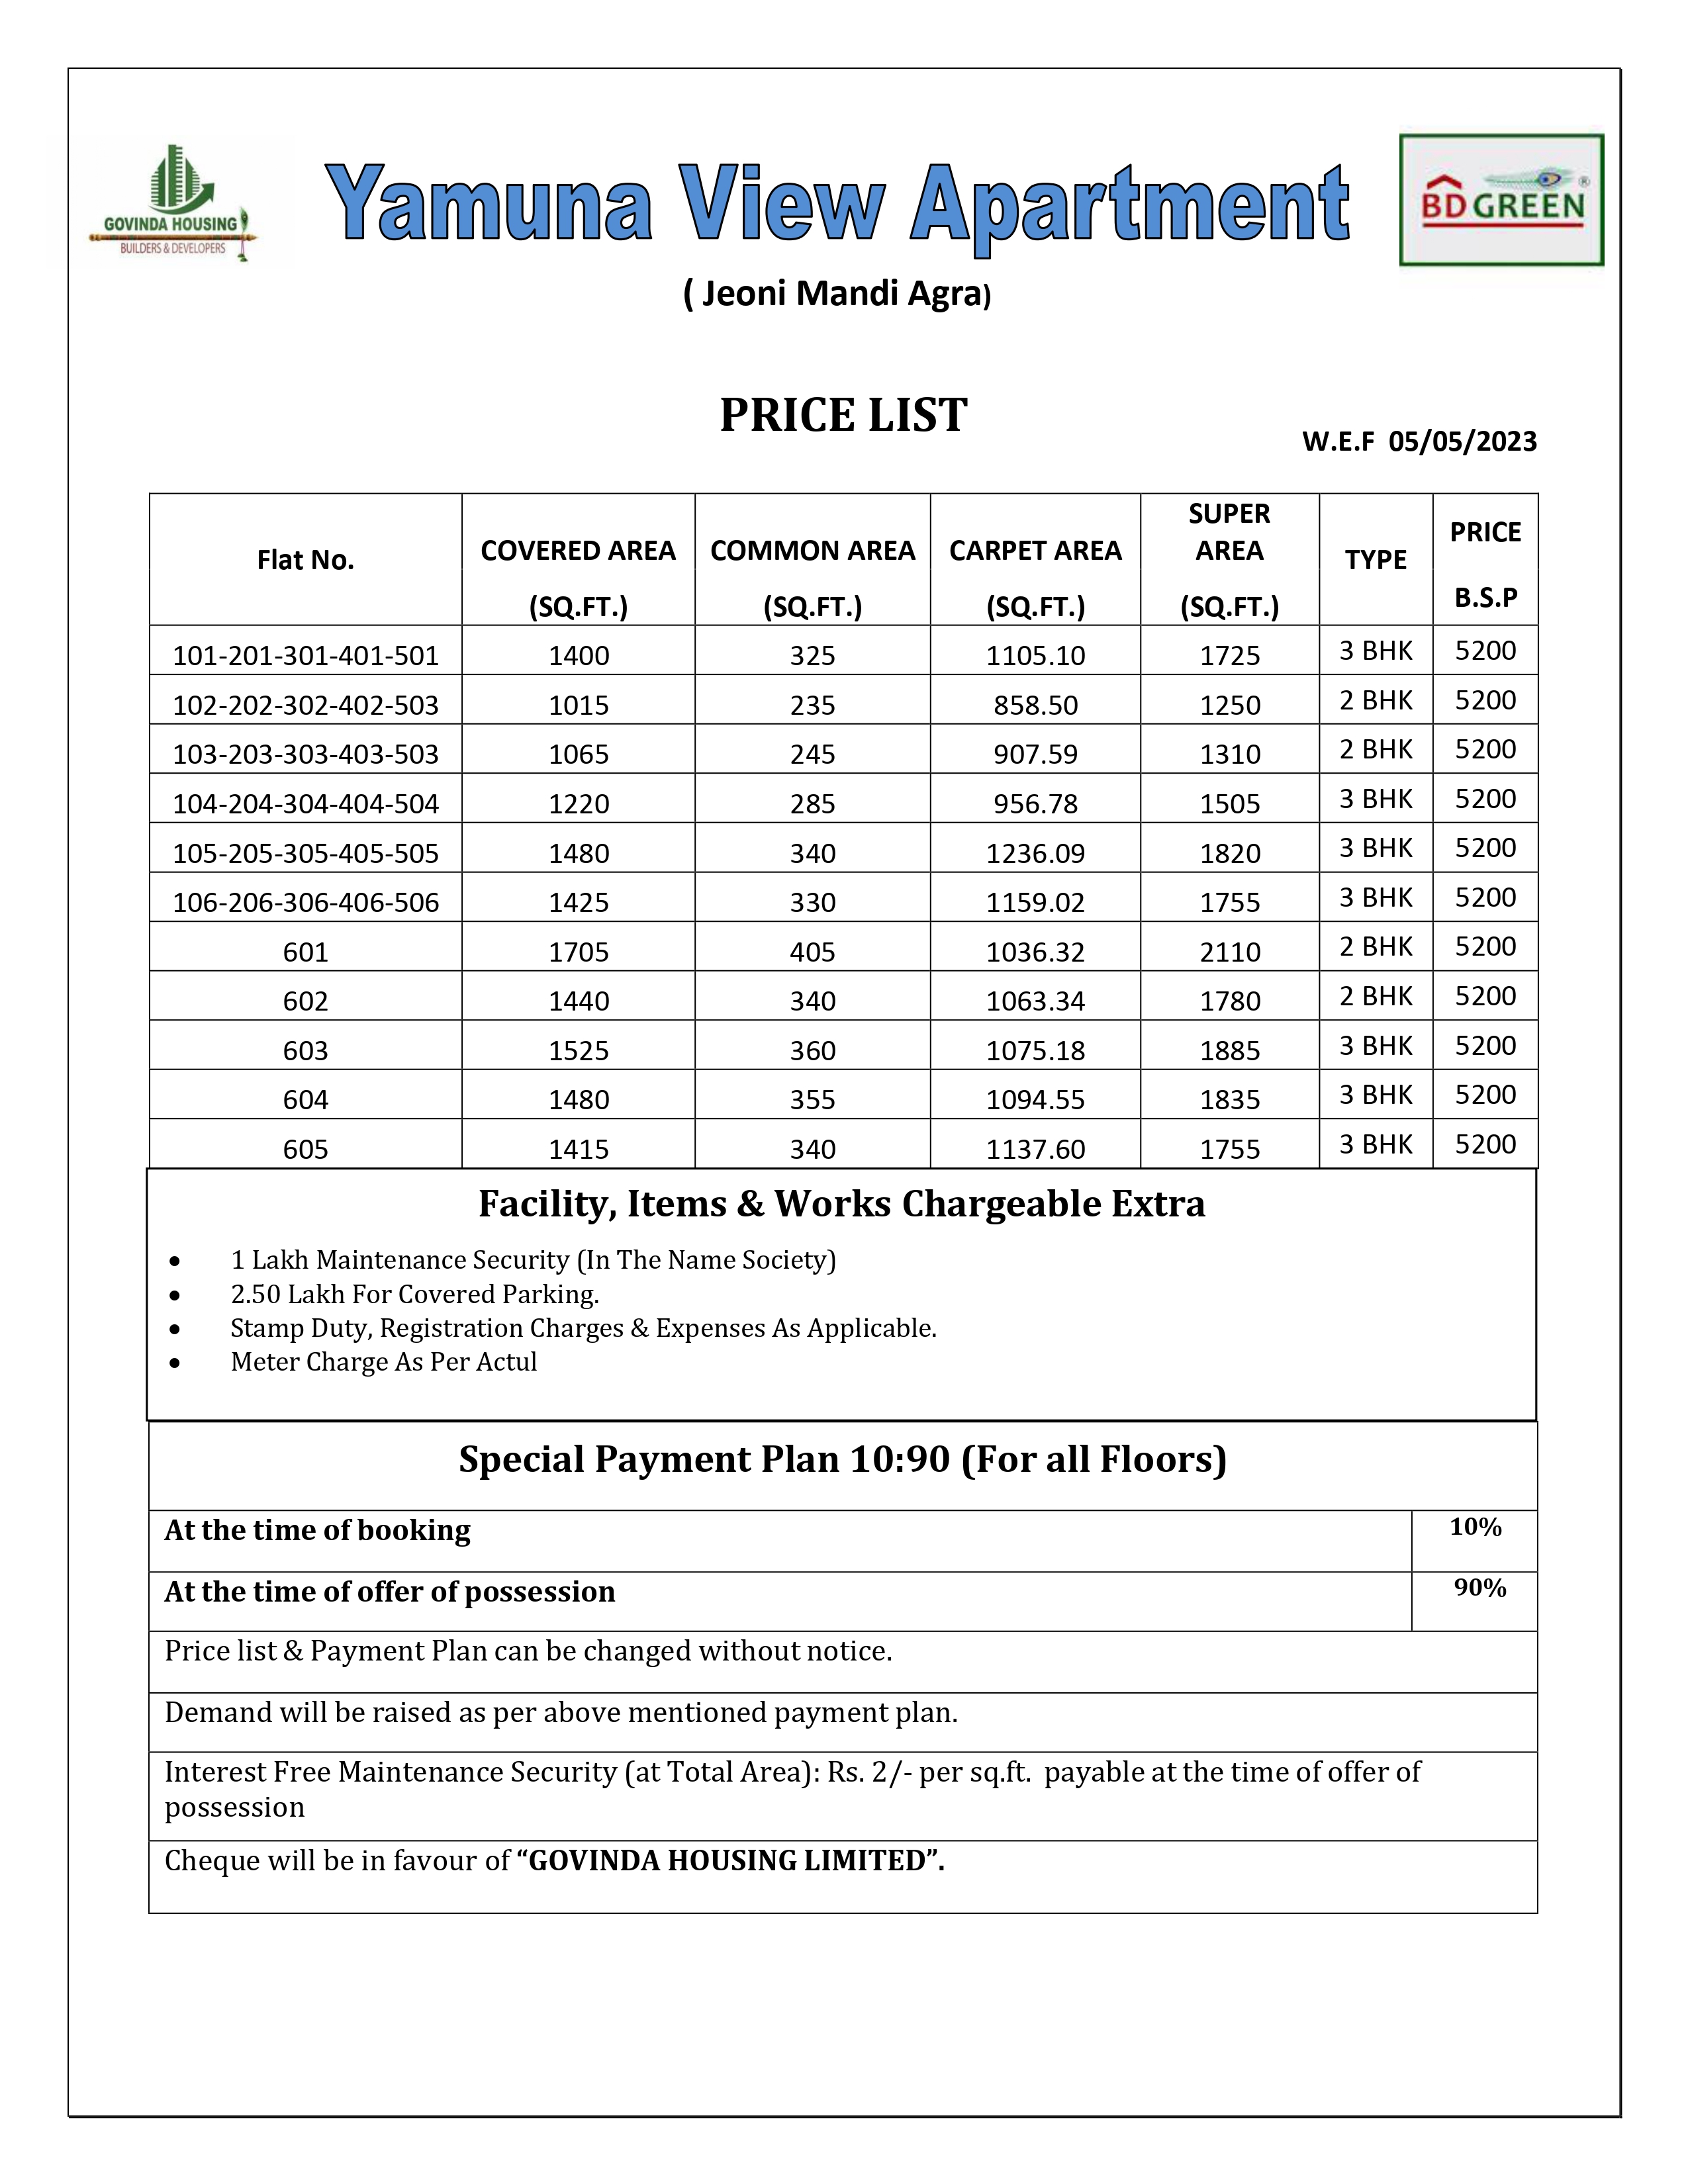 GOVINDA HOUSING
BUILDERS & DEVELOPERS
Yamuna View Apartment
BD GREEN ®
( Jeoni Mandi Agra)
PRICE LIST
W.E.F 05/05/2023
Flat No. COVERED AREA (SQ.FT.) COMMON AREA (SQ.FT.) CARPET AREA (SQ.FT.) SUPER AREA (SQ.FT.) TYPE PRICE B.S.P
101-201-301-401-501 1400 325 1105.10 1725 3 BHK 5200
102-202-302-402-503 1015 235 858.50 1250 2 BHK 5200
103-203-303-403-503 1065 245 907.59 1310 2 BHK 5200
104-204-304-404-504 1220 285 956.78 1505 3 BHK 5200
105-205-305-405-505 1480 340 1236.09 1820 3 BHK 5200
106-206-306-406-506 1425 330 1159.02 1755 3 BHK 5200
601 1705 405 1036.32 2110 2 BHK 5200
602 1440 340 1063.34 1780 2 BHK 5200
603 1525 360 1075.18 1885 3 BHK 5200
604 1480 355 1094.55 1835 3 BHK 5200
605 1415 340 1137.60 1755 3 BHK 5200
Facility, Items & Works Chargeable Extra
• 1 Lakh Maintenance Security (In The Name Society)
• 2.50 Lakh For Covered Parking.
• Stamp Duty, Registration Charges & Expenses As Applicable.
• Meter Charge As Per Actul
Special Payment Plan 10:90 (For all Floors)
At the time of booking 10%
At the time of offer of possession 90%
Price list & Payment Plan can be changed without notice.
Demand will be raised as per above mentioned payment plan.
Interest Free Maintenance Security (at Total Area): Rs. 2/- per sq.ft. payable at the time of offer of
possession
Cheque will be in favour of “GOVINDA HOUSING LIMITED”.